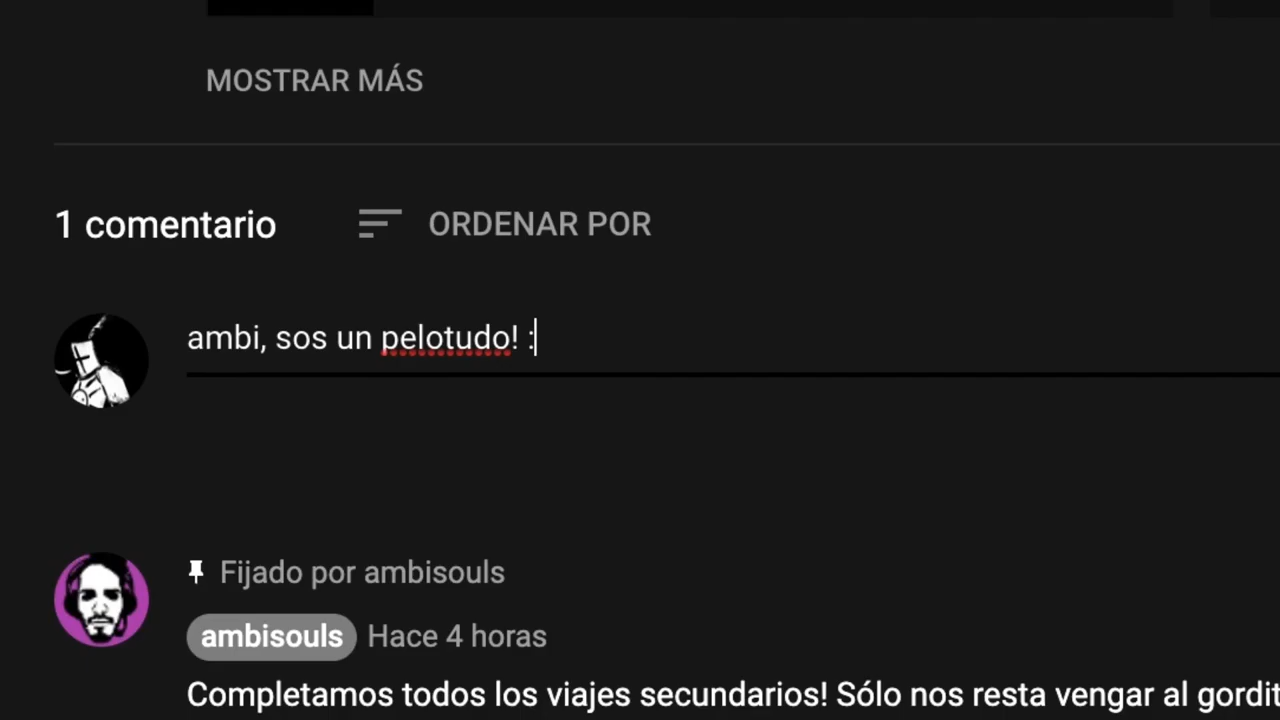 MOSTRAR MÁS
1 comentario ORDENAR POR
ambi, sos un pelotudo! :
Fijado por ambisouls
ambisouls Hace 4 horas
Completamos todos los viajes secundarios! Sólo nos resta vengar al